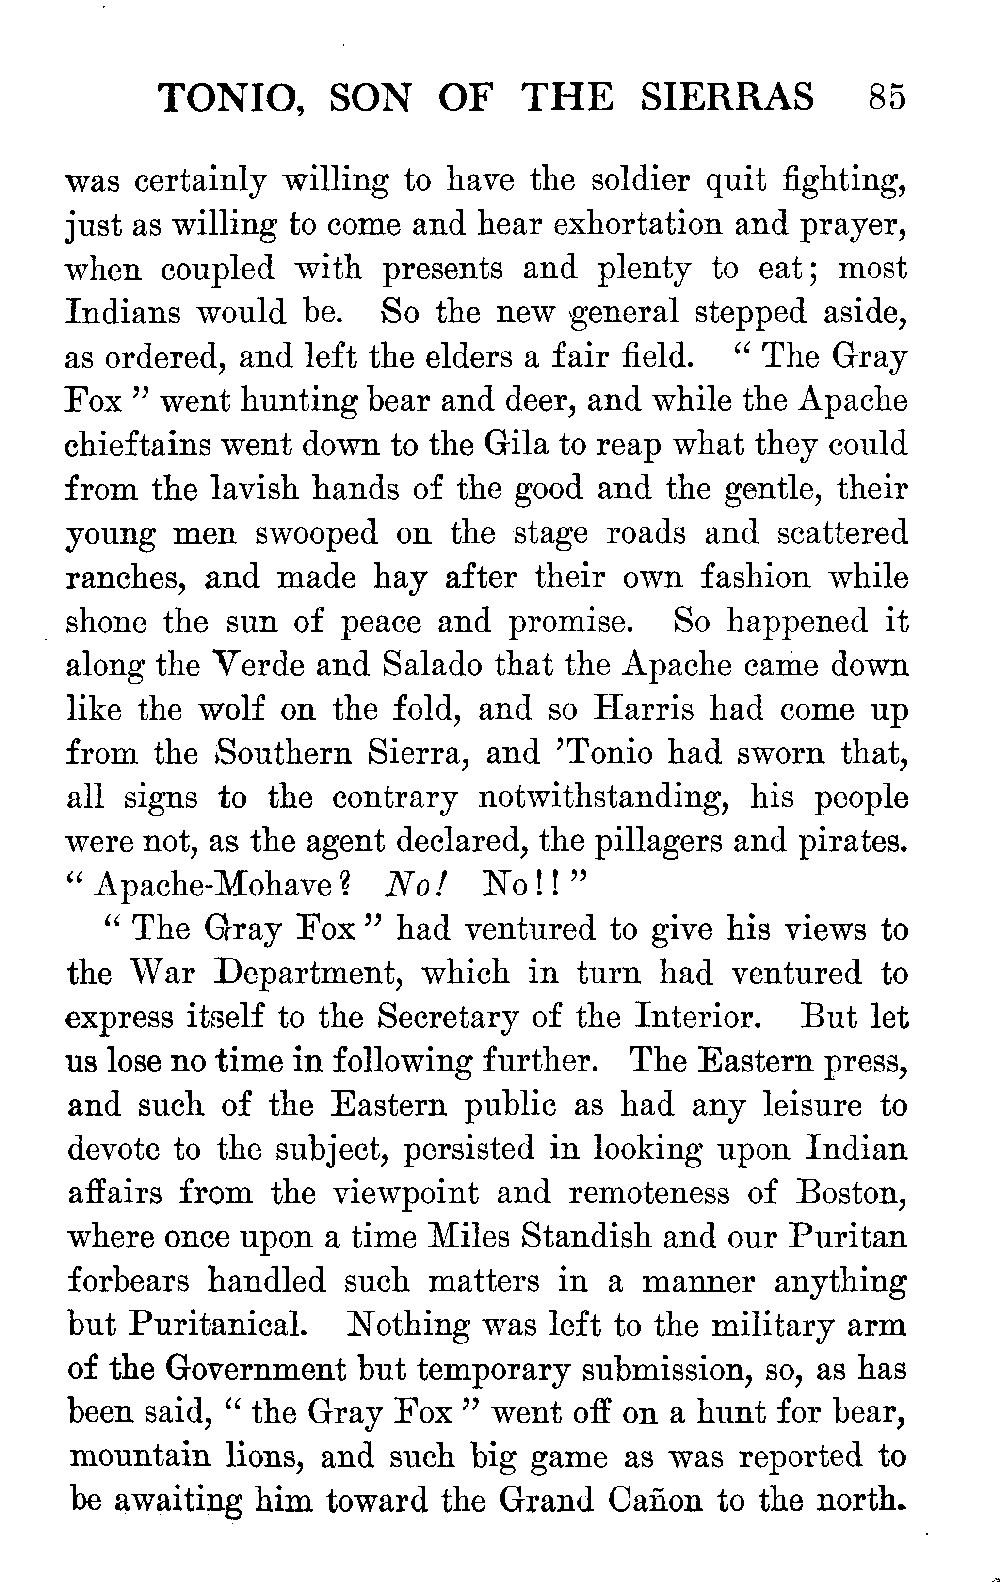 TONIO, SON OF THE SIERRAS 85
was certainly willing to have the soldier quit fighting,
just as willing to come and hear exhortation and prayer,
when coupled with presents and plenty to eat; most
Indians would be. So the new general stepped aside,
as ordered, and left the elders a fair field. “ The Gray
Fox ” went hunting bear and deer, and while the Apache
chieftains went down to the Gila to reap what they could
from the lavish hands of the good and the gentle, their
young men swooped on the stage roads and scattered
ranches, and made hay after their own fashion while
shone the sun of peace and promise. So happened it
along the Verde and Salado that the Apache came down
like the wolf on the fold, and so Harris had come up
from the Southern Sierra, and ’Tonio had sworn that,
all signs to the contrary notwithstanding, his people
were not, as the agent declared, the pillagers and pirates.
“ Apache-Mohave? No! No!! ”
“ The Gray Fox ” had ventured to give his views to
the War Department, which in turn had ventured to
express itself to the Secretary of the Interior. But let
us lose no time in following further. The Eastern press,
and such of the Eastern public as had any leisure to
devote to the subject, persisted in looking upon Indian
affairs from the viewpoint and remoteness of Boston,
where once upon a time Miles Standish and our Puritan
forbears handled such matters in a manner anything
but Puritanical. Nothing was left to the military arm
of the Government but temporary submission, so, as has
been said, “ the Gray Fox ” went off on a hunt for bear,
mountain lions, and such big game as was reported to
be awaiting him toward the Grand Cañon to the north.